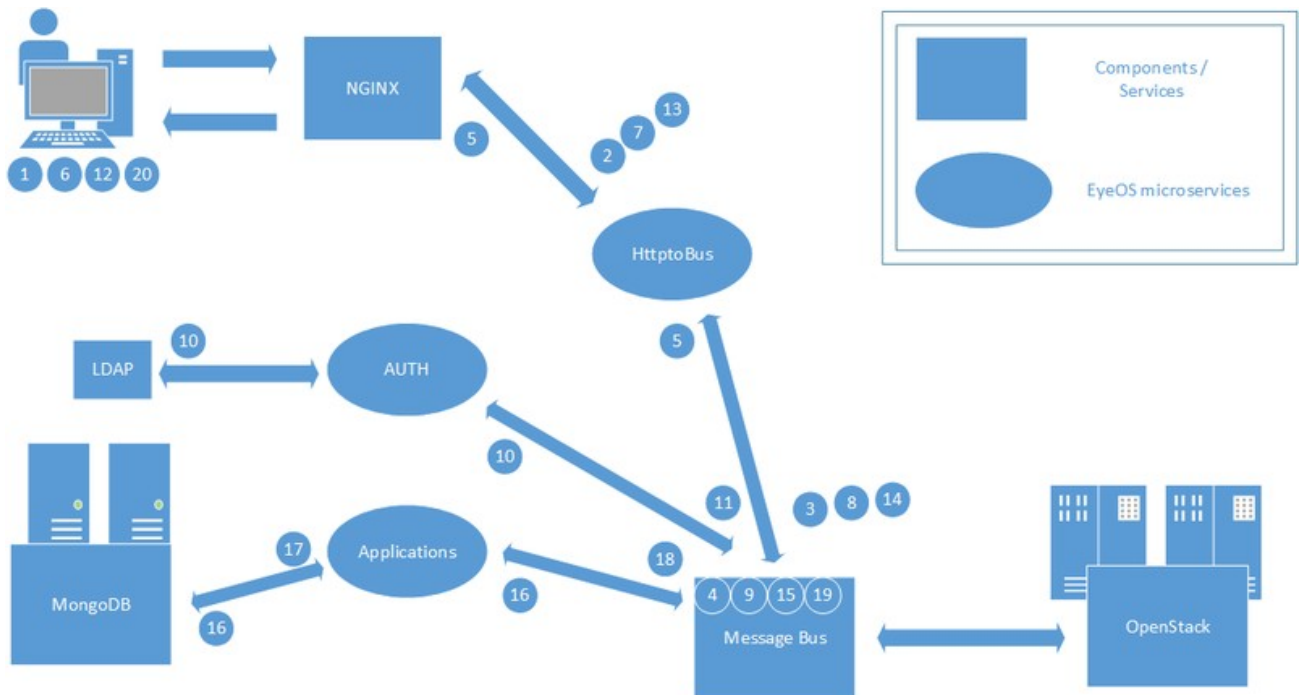 NGINX
Components /
Services
5
2
7
13
1
6
12
20
EyeOS microservices
HttptoBus
10
5
LDAP
AUTH
10
11
3
8
14
17
Applications
18
16
4
9
15
19
MongoDB
16
Message Bus
OpenStack